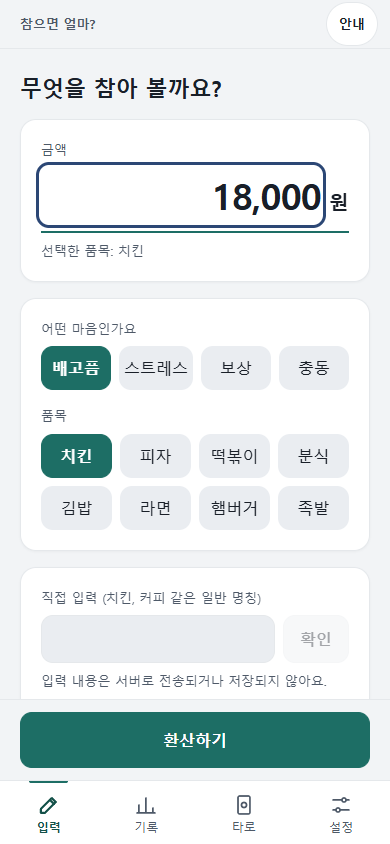 참으면 얼마?
안내
무엇을 참아 볼까요?
금액
18,000 원
선택한 품목: 치킨
어떤 마음인가요
배고픔 스트레스 보상 충동
품목
치킨 피자 떡볶이 분식
김밥 라면 햄버거 족발
직접 입력 (치킨, 커피 같은 일반 명칭)
확인
입력 내용은 서버로 전송되거나 저장되지 않아요.
환산하기
입력 기록 타로 설정